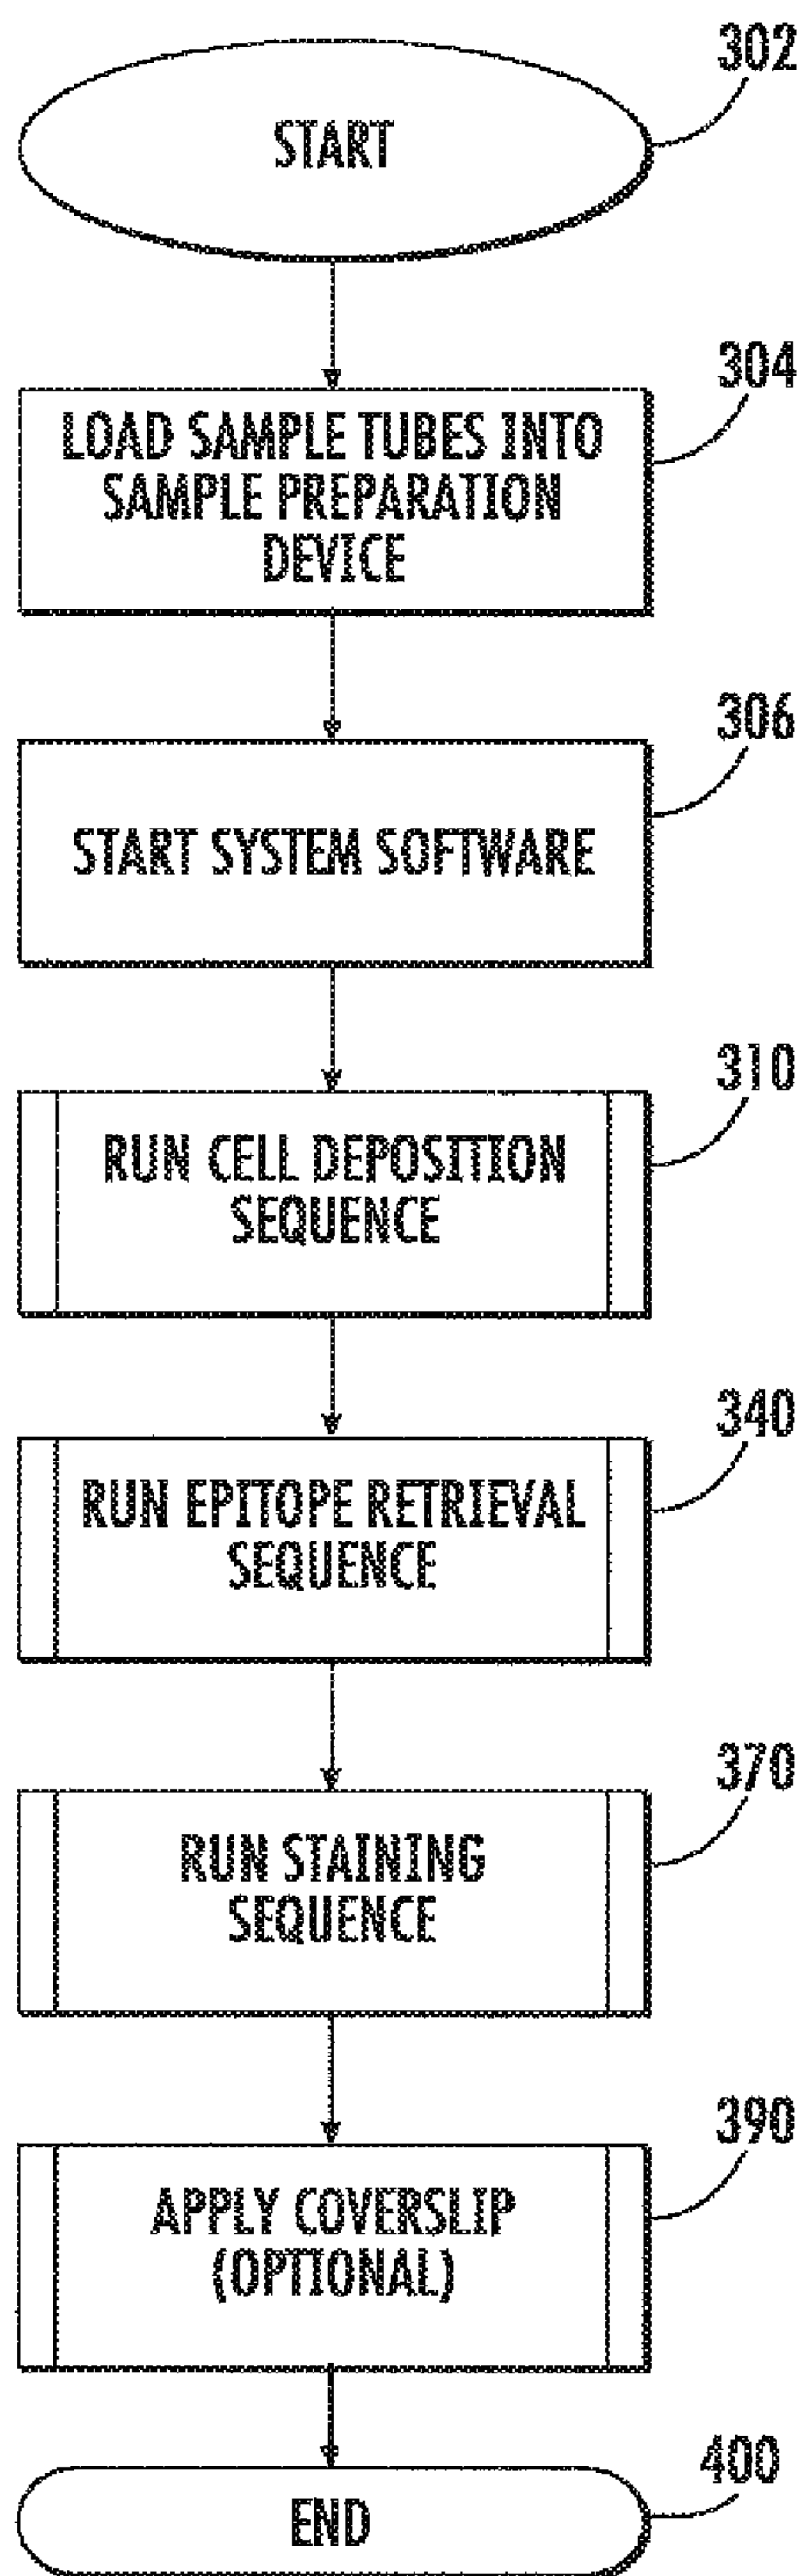 302
START
304
LOAD SAMPLE TUBES INTO
SAMPLE PREPARATION
DEVICE
306
START SYSTEM SOFTWARE
310
RUN CELL DEPOSITION
SEQUENCE
340
RUN EPITOPE RETRIEVAL
SEQUENCE
370
RUN STAINING
SEQUENCE
390
APPLY COVERSLIP
(OPTIONAL)
400
END